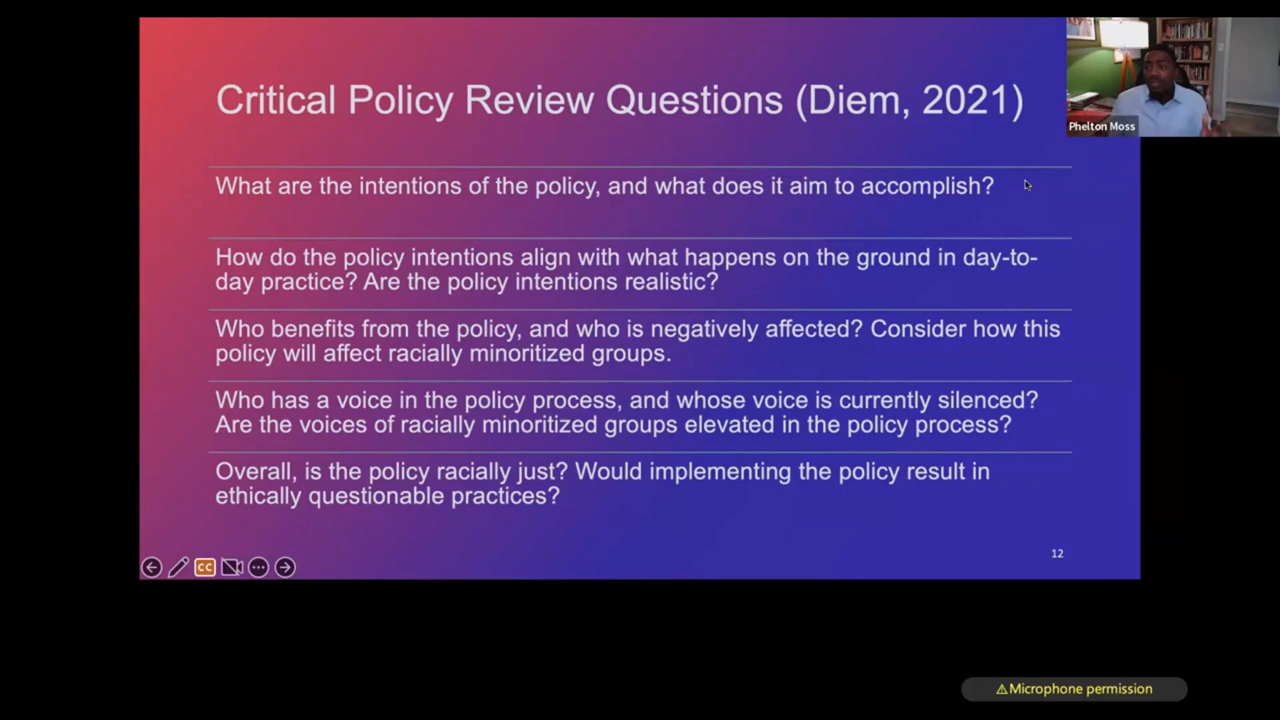 Critical Policy Review Questions (Diem, 2021)
Phelton Moss
What are the intentions of the policy, and what does it aim to accomplish?
How do the policy intentions align with what happens on the ground in day-to-
day practice? Are the policy intentions realistic?
Who benefits from the policy, and who is negatively affected? Consider how this
policy will affect racially minoritized groups.
Who has a voice in the policy process, and whose voice is currently silenced?
Are the voices of racially minoritized groups elevated in the policy process?
Overall, is the policy racially just? Would implementing the policy result in
ethically questionable practices?
12
CC
⚠Microphone permission